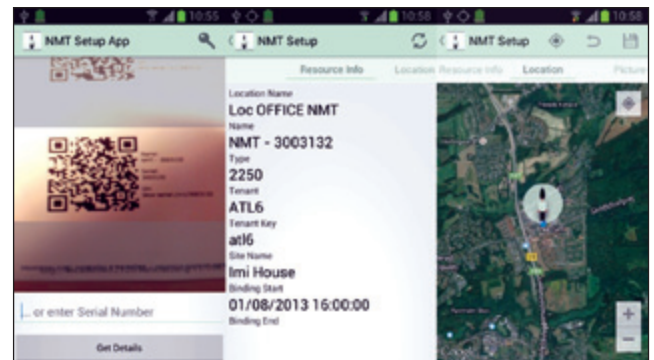 10:55
NMT Setup App
... or enter Serial Number
Get Details
10:58
NMT Setup
Resource Info
Location
Location Name
Loc OFFICE NMT
Name
NMT - 3003132
Type
2250
Tenant
ATL6
Tenant Key
atl6
Site Name
Imi House
Binding Start
01/08/2013 16:00:00
Binding End
10:58
NMT Setup
Resource Info
Location
Picture